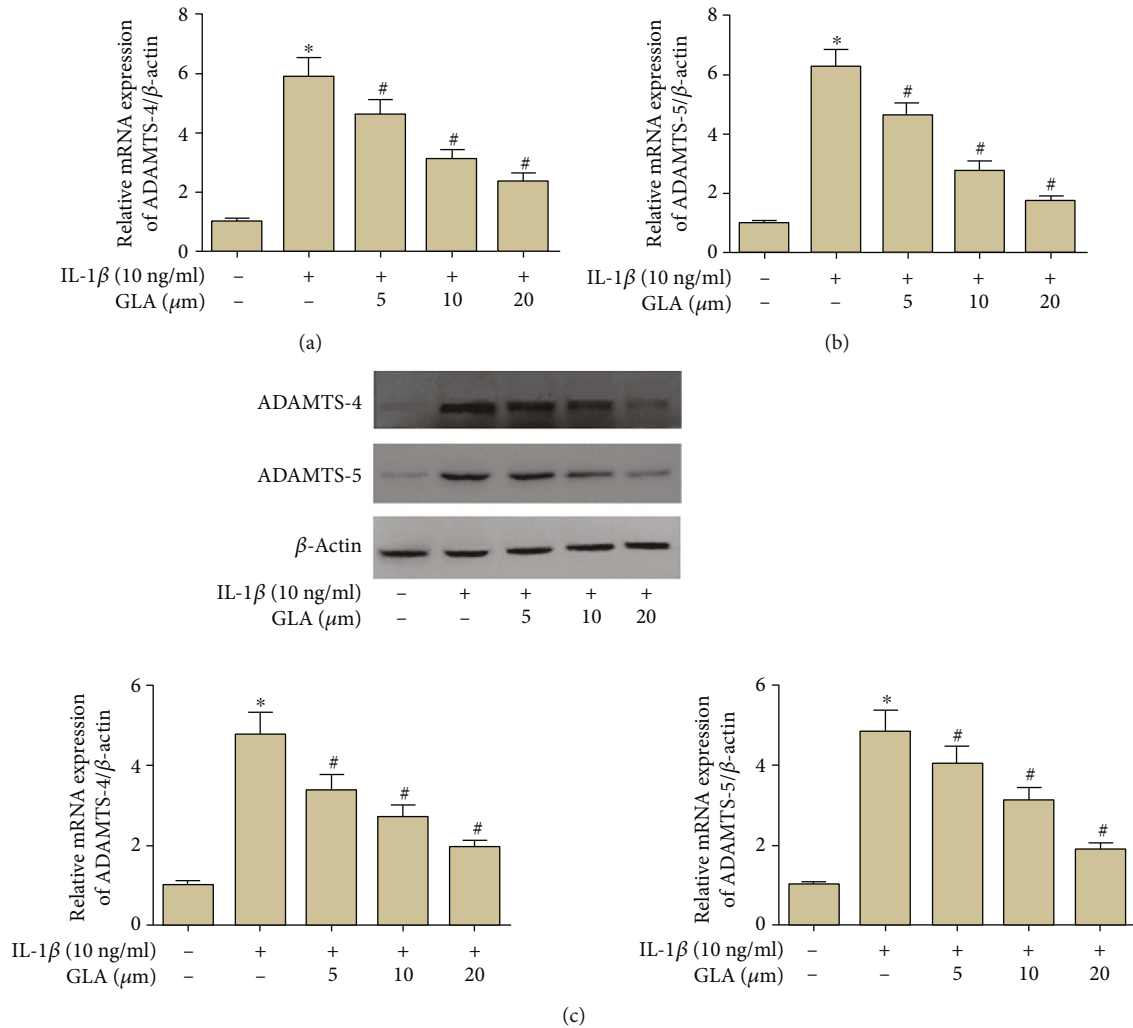 Relative mRNA expression
of ADAMTS-4/β-actin
8
6
4
2
0
*
#
#
#
IL-1β (10 ng/ml) – + + + +
GLA (μm) – – 5 10 20
(a)
Relative mRNA expression
of ADAMTS-5/β-actin
8
6
4
2
0
*
#
#
#
IL-1β (10 ng/ml) – + + + +
GLA (μm) – – 5 10 20
(b)
ADAMTS-4
ADAMTS-5
β-Actin
IL-1β (10 ng/ml) – + + + +
GLA (μm) – – 5 10 20
Relative mRNA expression
of ADAMTS-4/β-actin
6
4
2
0
*
#
#
#
IL-1β (10 ng/ml) – + + + +
GLA (μm) – – 5 10 20
Relative mRNA expression
of ADAMTS-5/β-actin
6
4
2
0
*
#
#
#
IL-1β (10 ng/ml) – + + + +
GLA (μm) – – 5 10 20
(c)